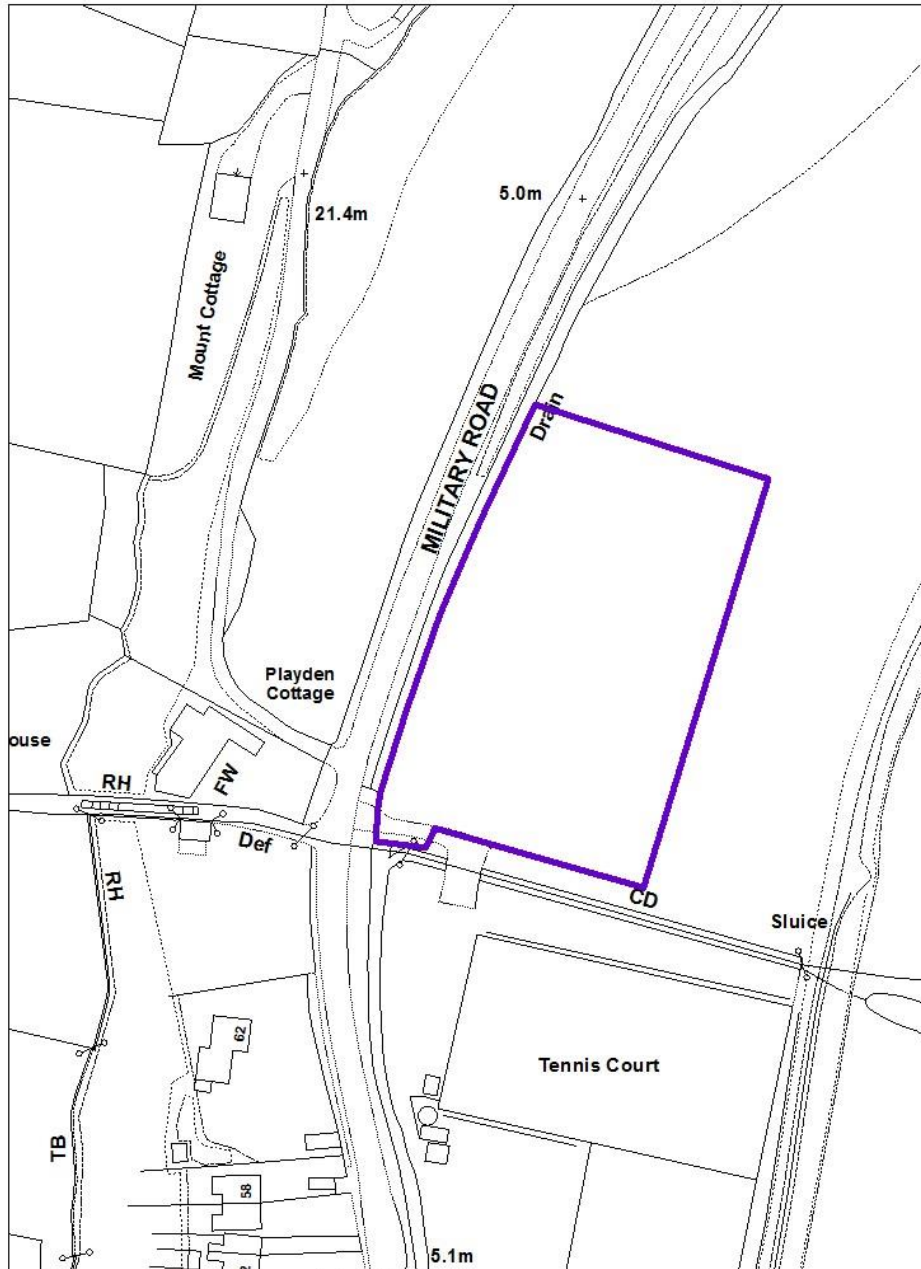 5.0m
21.4m
Mount Cottage
MILITARY ROAD
Drain
Playden
Cottage
ouse
RH
FW
Def
RH
CD
Sluice
62
Tennis Court
TB
58
5.1m